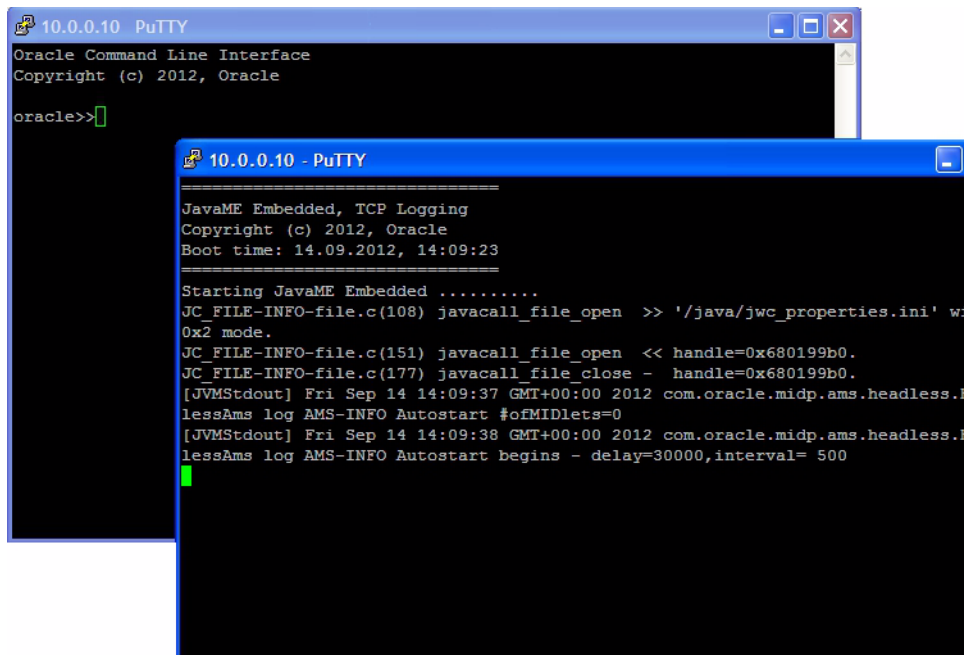 10.0.0.10 PuTTY
Oracle Command Line Interface
Copyright (c) 2012, Oracle
oracle>>
10.0.0.10 - PuTTY
===============================
JavaME Embedded, TCP Logging
Copyright (c) 2012, Oracle
Boot time: 14.09.2012, 14:09:23
===============================
Starting JavaME Embedded ..........
JC_FILE-INFO-file.c(108) javacall_file_open  >> '/java/jwc_properties.ini'
0x2 mode.
JC_FILE-INFO-file.c(151) javacall_file_open  << handle=0x680199b0.
JC_FILE-INFO-file.c(177) javacall_file_close -  handle=0x680199b0.
[JVMStdout] Fri Sep 14 14:09:37 GMT+00:00 2012 com.oracle.midp.ams.headless.
lessAms log AMS-INFO Autostart #ofMIDlets=0
[JVMStdout] Fri Sep 14 14:09:38 GMT+00:00 2012 com.oracle.midp.ams.headless.
lessAms log AMS-INFO Autostart begins - delay=30000,interval= 500